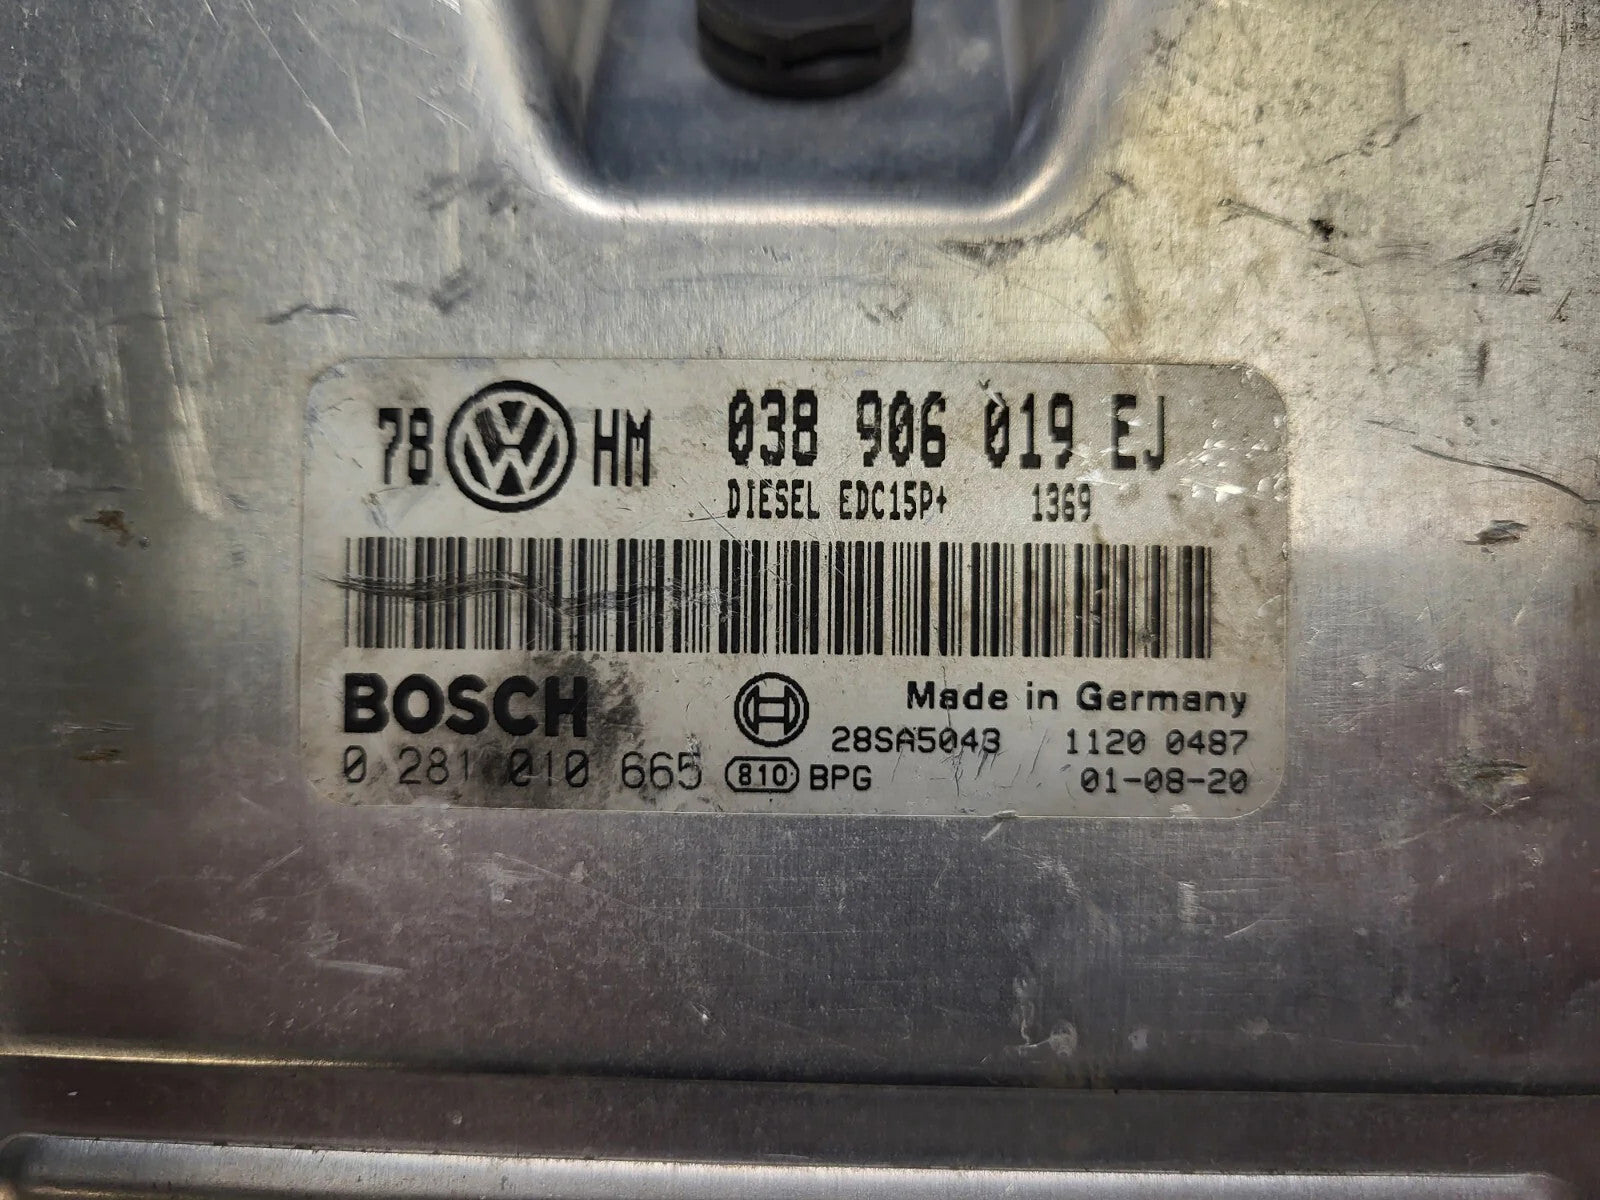 78 HM 038 906 019 EJ
DIESEL EDC15P+ 1369
BOSCH Made in Germany
28SA5043 1120 0487
0 281 010 665 810 BPG 01-08-20